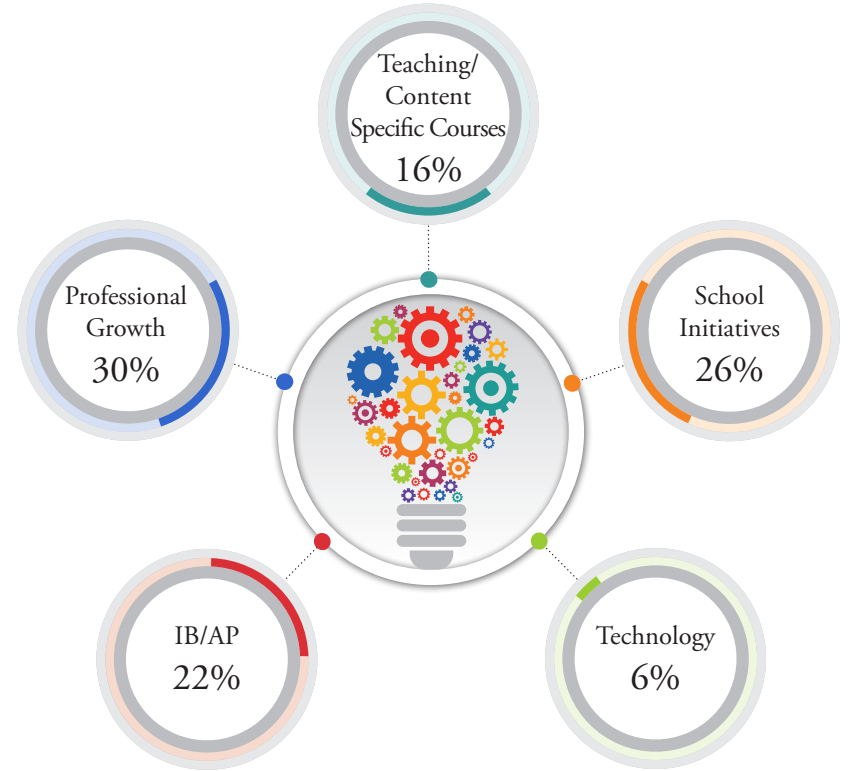 Teaching/
Content
Specific Courses
16%
Professional
Growth
30%
School
Initiatives
26%
IB/AP
22%
Technology
6%